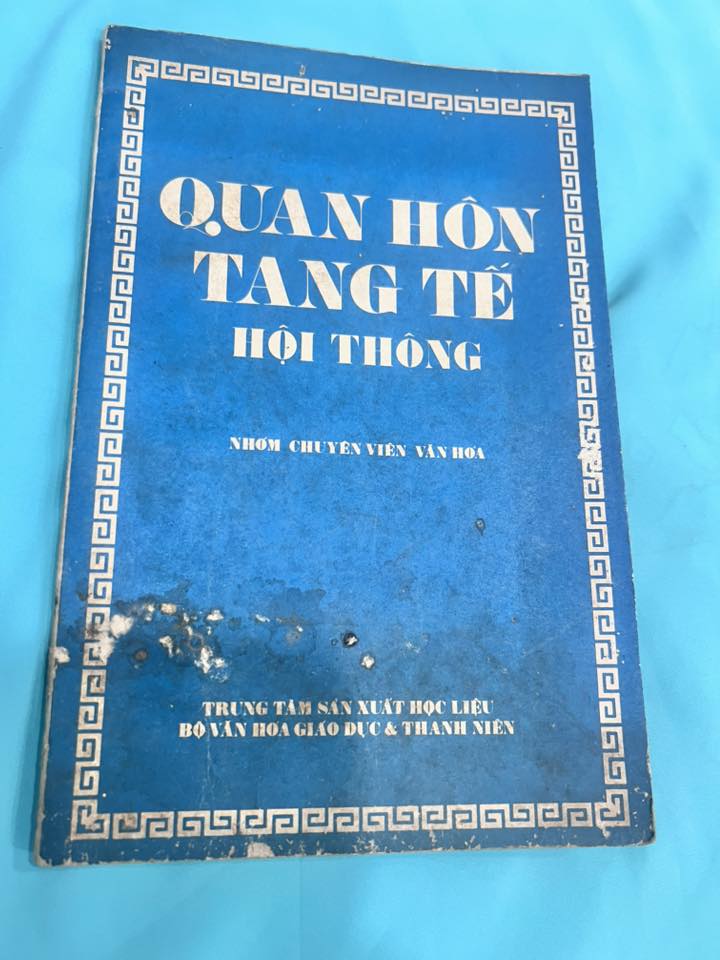 QUAN HÔN
TANG TẾ
HỘI THÔNG
NHÓM CHUYÊN VIÊN VĂN HÓA
TRUNG TÂM SẢN XUẤT HỌC LIỆU
BỘ VĂN HÓA GIÁO DỤC & THANH NIÊN